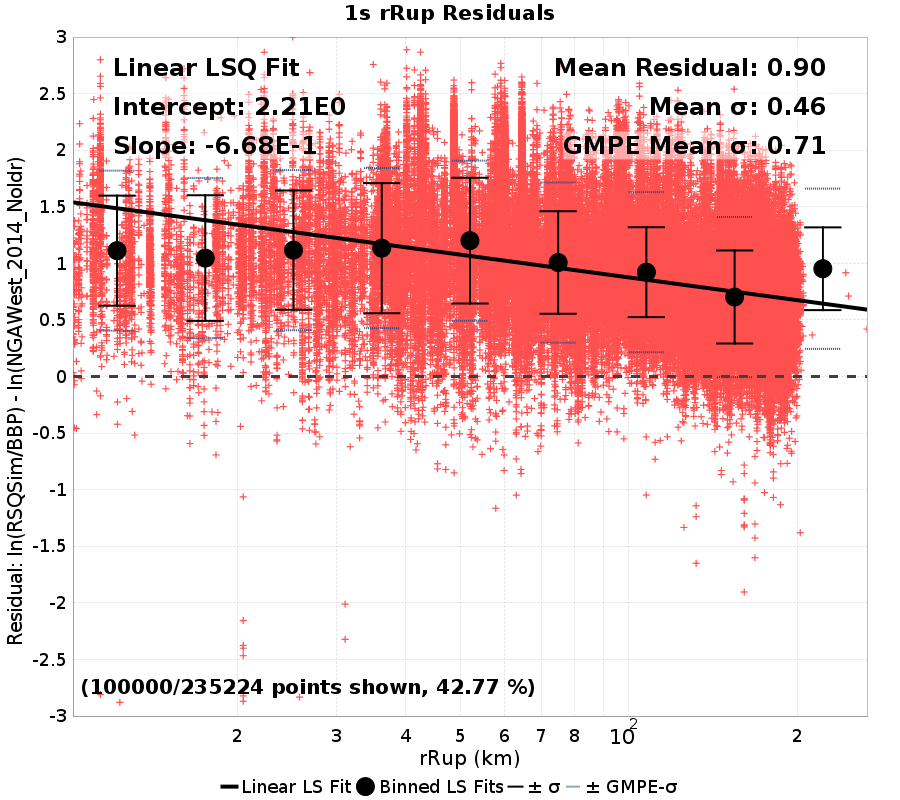 1s rRup Residuals
Linear LSQ Fit
Intercept: 2.21E0
Slope: -6.68E-1
Mean Residual: 0.90
Mean σ: 0.46
GMPE Mean σ: 0.71
3
2.5
2
1.5
1
0.5
0
-0.5
-1
-1.5
-2
-2.5
-3
Residual: ln(RSQSim/BBP) - ln(NGAWest_2014_NoIdr)
(100000/235224 points shown, 42.77 %)
2 3 4 5 6 7 8 10² 2
rRup (km)
Linear LS Fit Binned LS Fits ± σ ± GMPE-σ